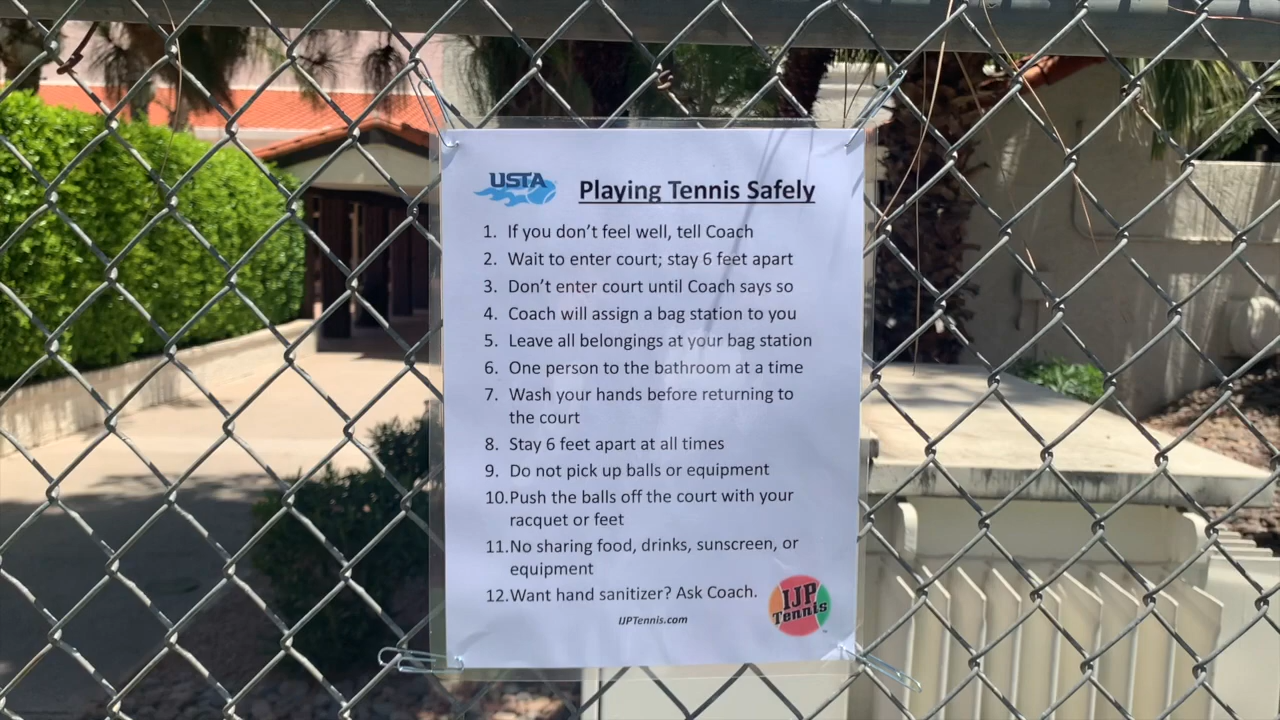 USTA
Playing Tennis Safely
1. If you don't feel well, tell Coach
2. Wait to enter court; stay 6 feet apart
3. Don't enter court until Coach says so
4. Coach will assign a bag station to you
5. Leave all belongings at your bag station
6. One person to the bathroom at a time
7. Wash your hands before returning to
the court
8. Stay 6 feet apart at all times
9. Do not pick up balls or equipment
10. Push the balls off the court with your
racquet or feet
11. No sharing food, drinks, sunscreen, or
equipment
12. Want hand sanitizer? Ask Coach.
IJP
Tennis
IJPTennis.com